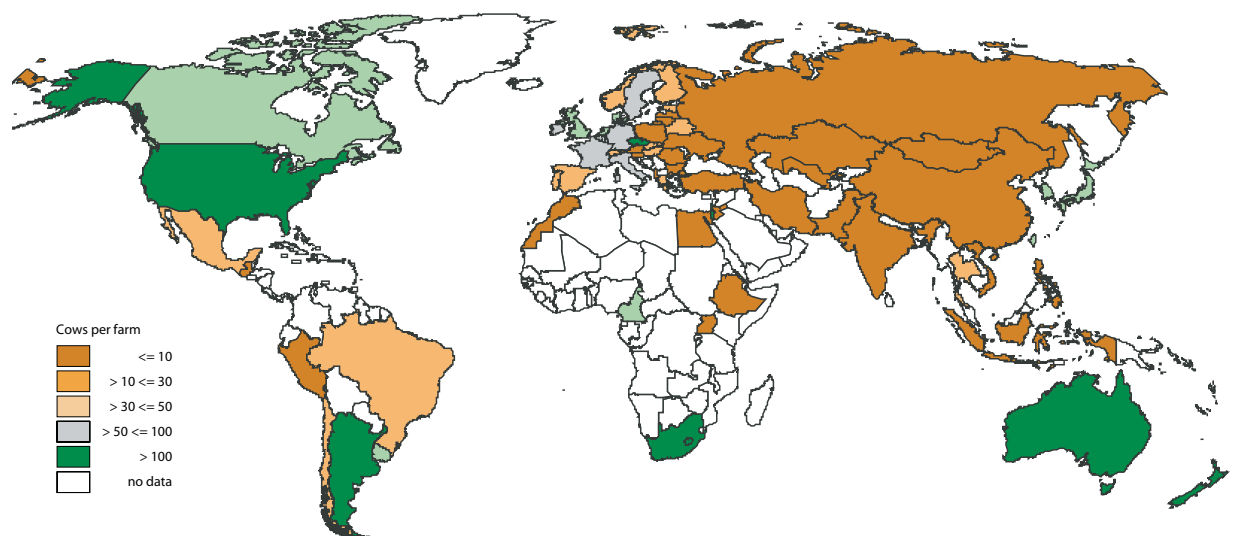 Cows per farm
<= 10
> 10 <= 30
> 30 <= 50
> 50 <= 100
> 100
no data